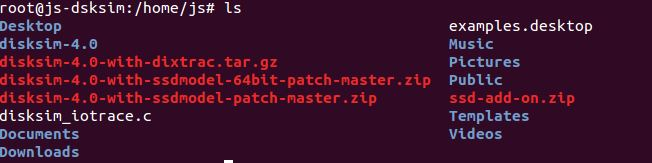 root@js-dsksim:/home/js# ls
Desktop examples.desktop
disksim-4.0 Music
disksim-4.0-with-dixtrac.tar.gz Pictures
disksim-4.0-with-ssdmodel-64bit-patch-master.zip Public
disksim-4.0-with-ssdmodel-patch-master.zip ssd-add-on.zip
disksim_iotrace.c Templates
Documents Videos
Downloads